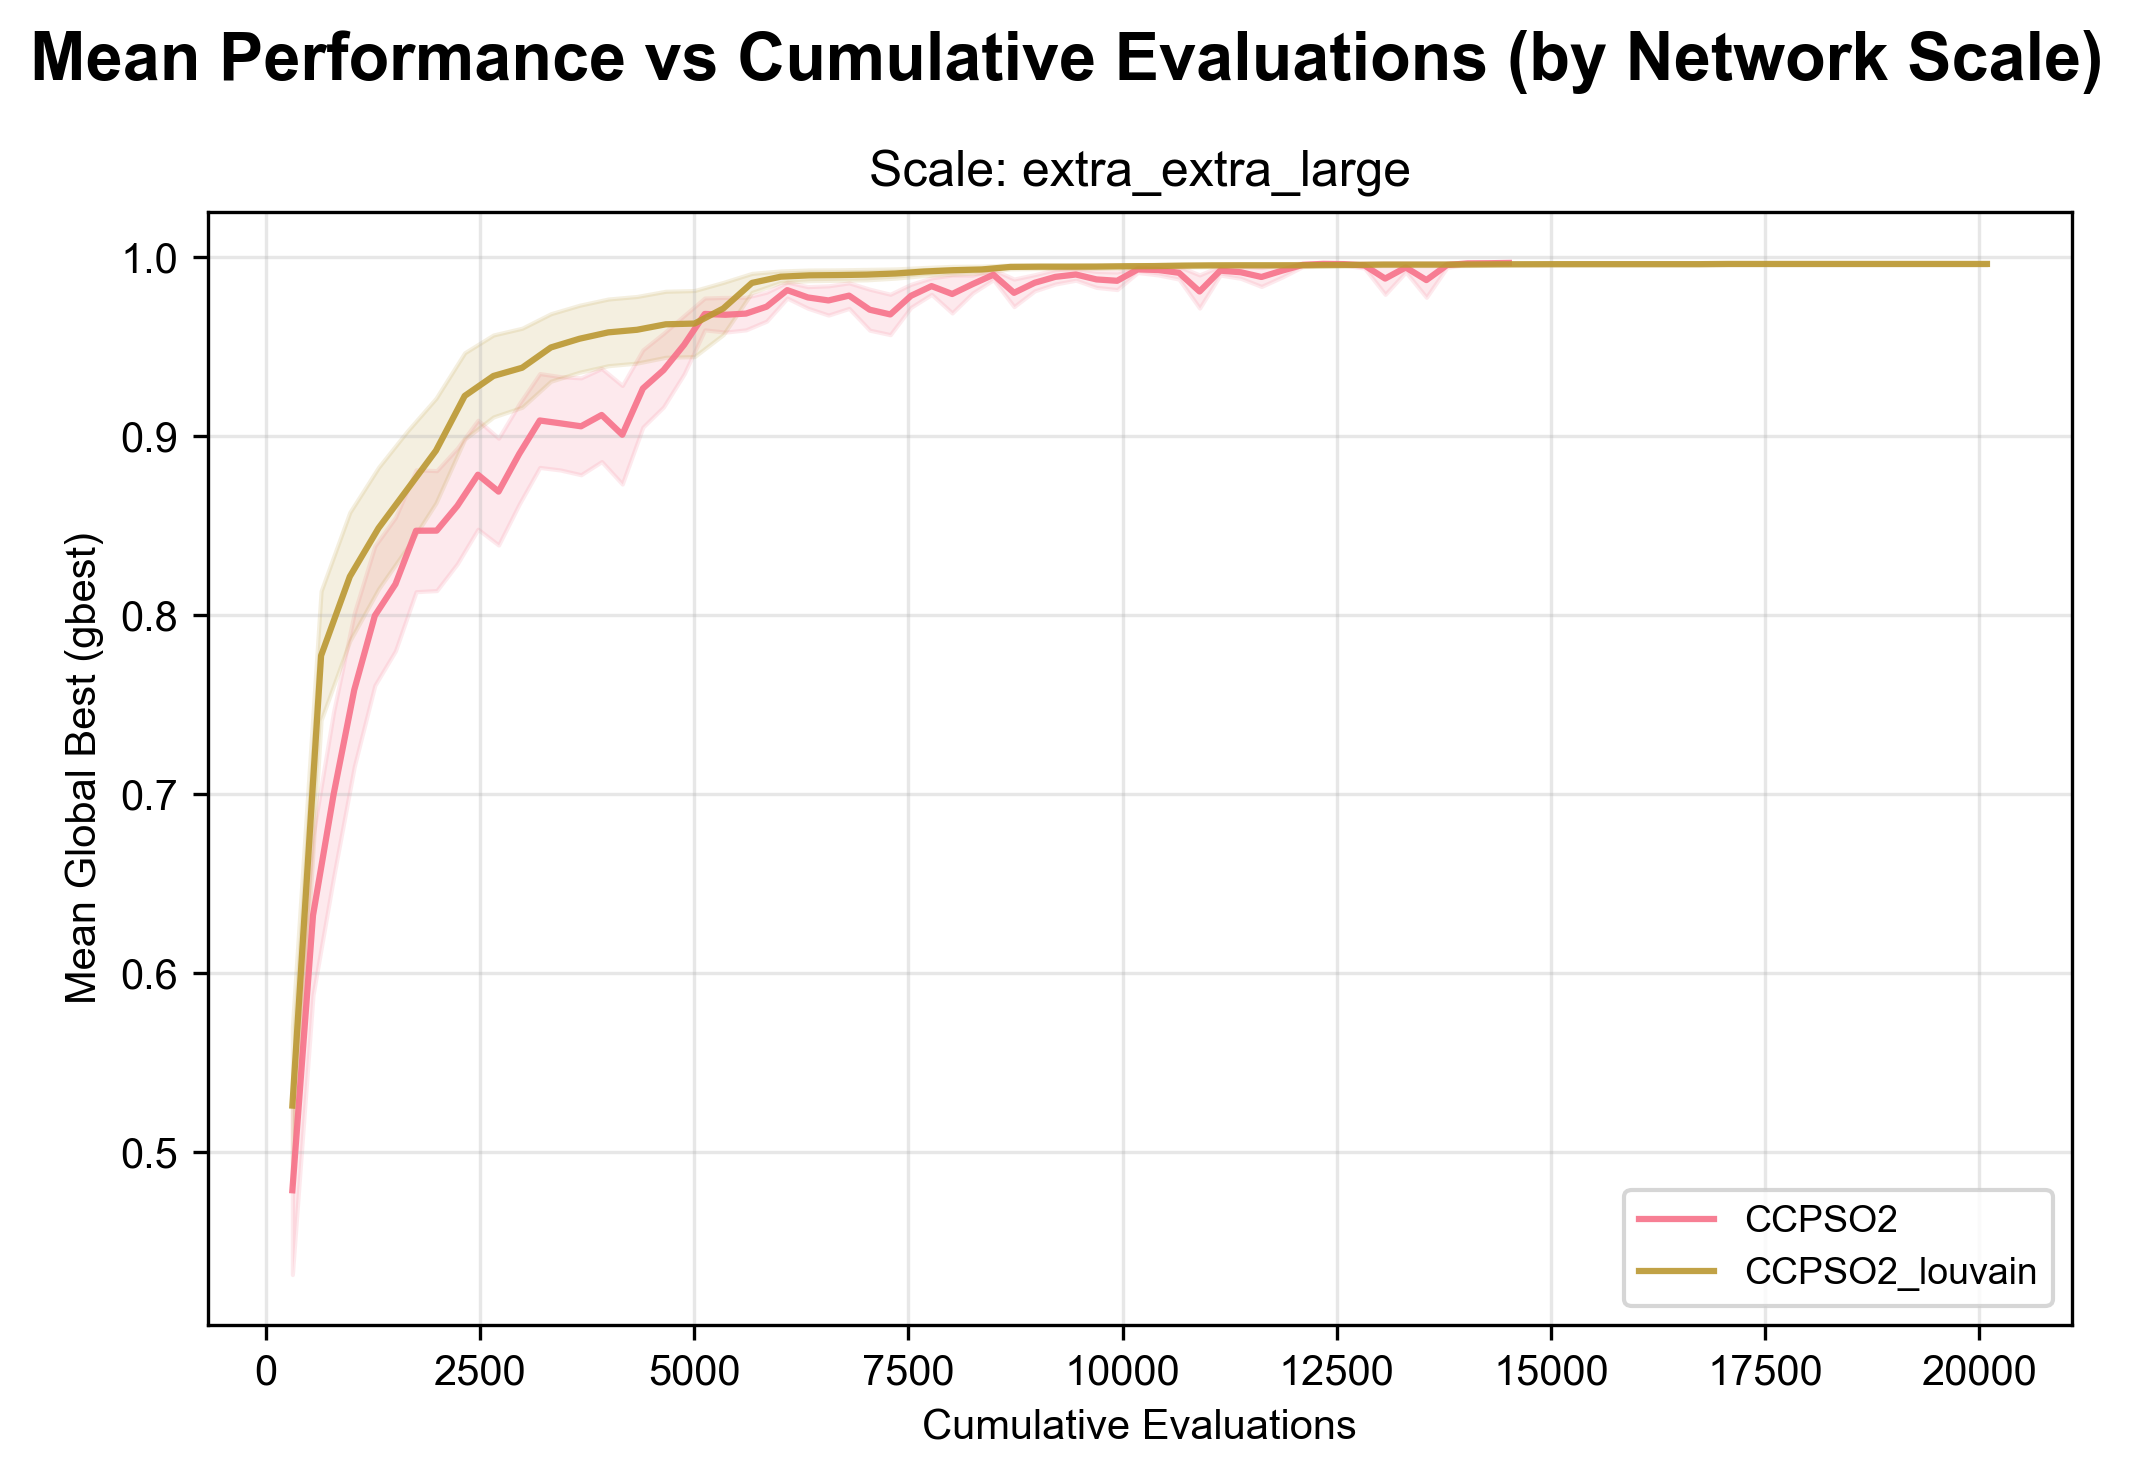 Mean Performance vs Cumulative Evaluations (by Network Scale)
Scale: extra_extra_large
Mean Global Best (gbest)
1.0
0.9
0.8
0.7
0.6
0.5
CCPSO2
CCPSO2_louvain
0 2500 5000 7500 10000 12500 15000 17500 20000
Cumulative Evaluations